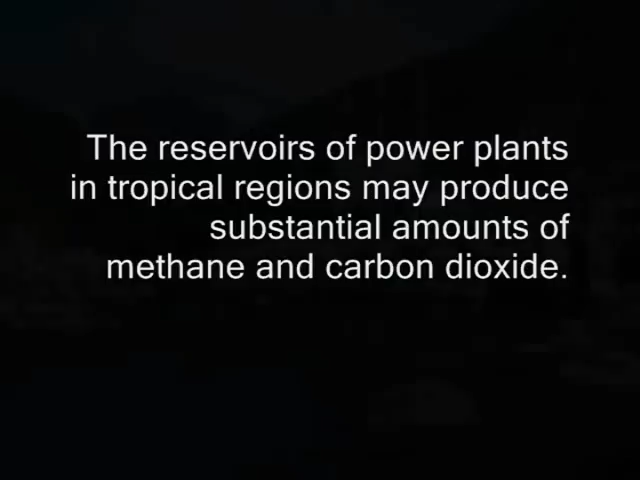 The reservoirs of power plants
in tropical regions may produce
substantial amounts of
methane and carbon dioxide.